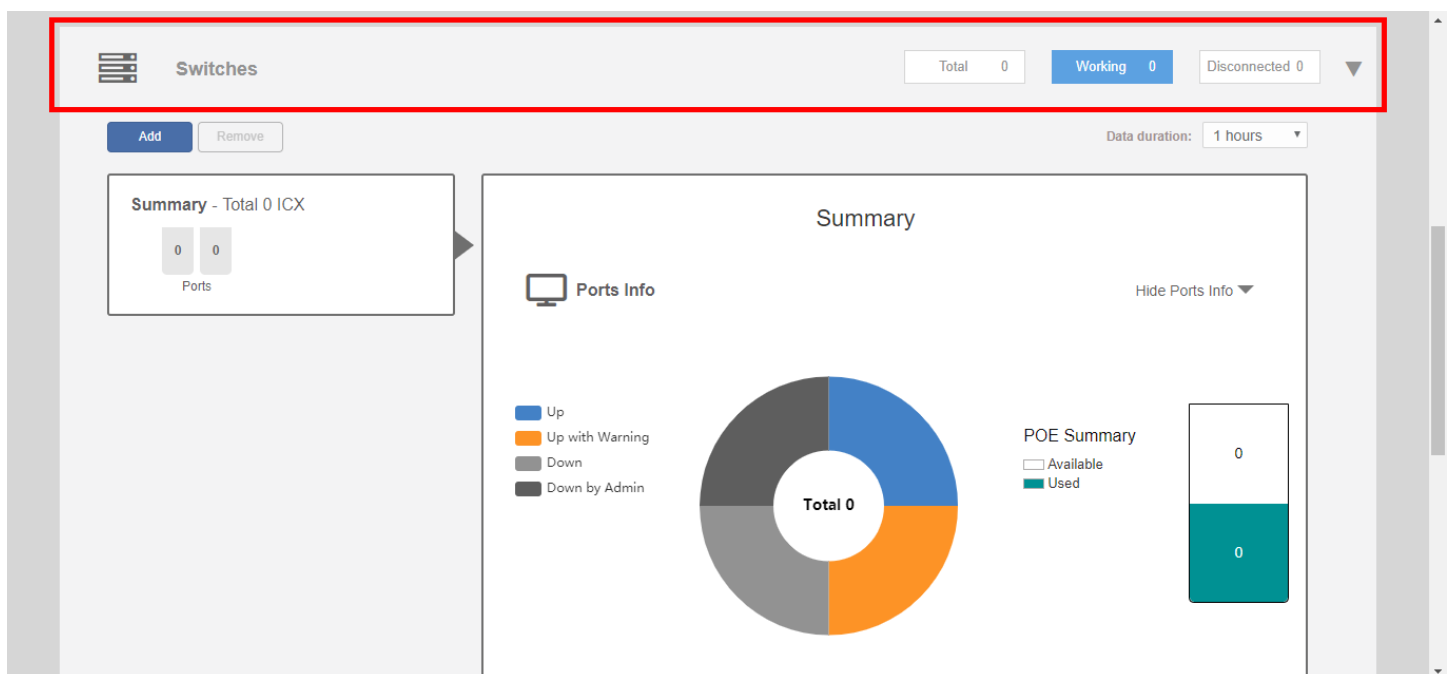 Switches
Total 0
Working 0
Disconnected 0
Add
Remove
Data duration: 1 hours
Summary - Total 0 ICX
0 0
Ports
Summary
Ports Info
Hide Ports Info
Up
Up with Warning
Down
Down by Admin
Total 0
POE Summary
Available
Used
0
0